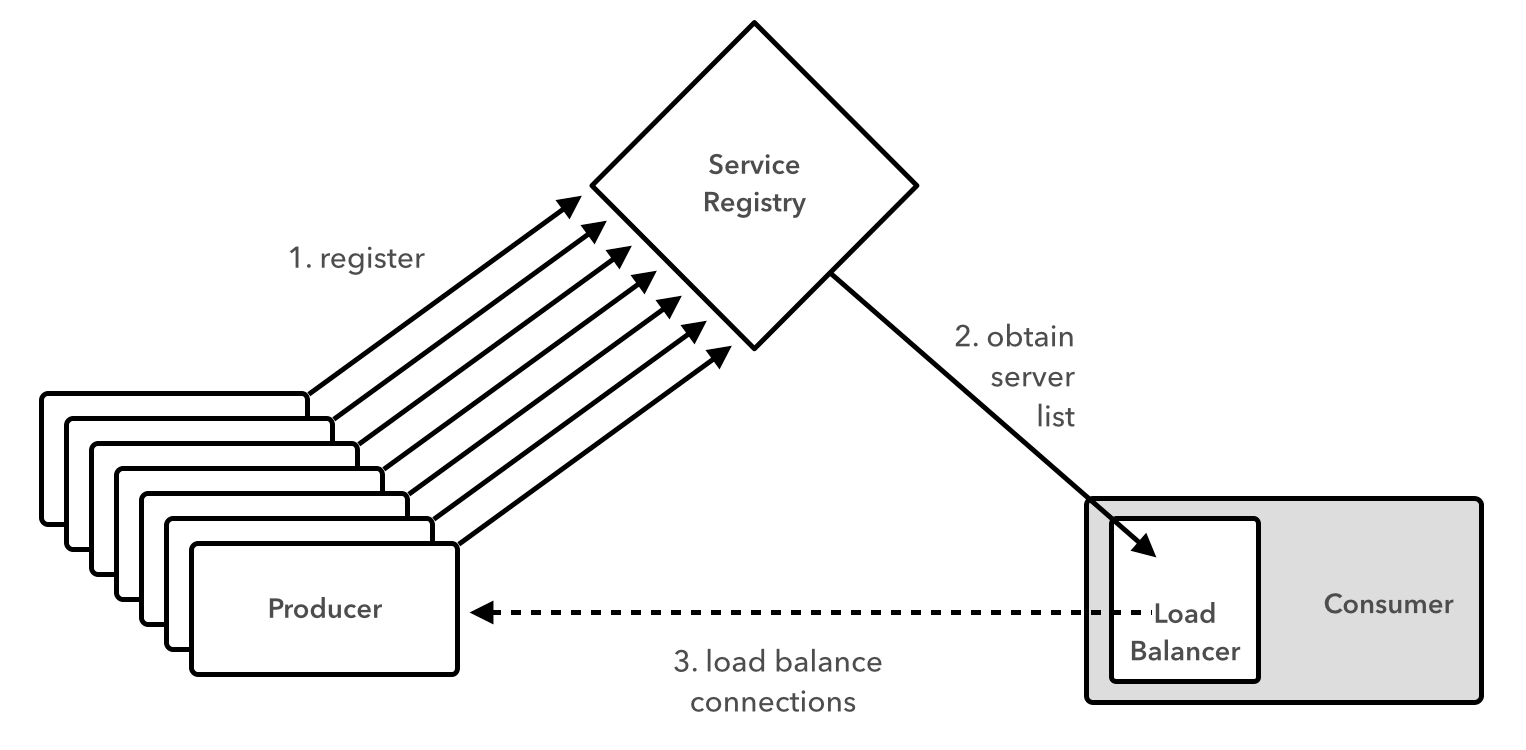 Service
Registry
1. register
2. obtain
server
list
Producer
Load
Balancer
Consumer
3. load balance
connections